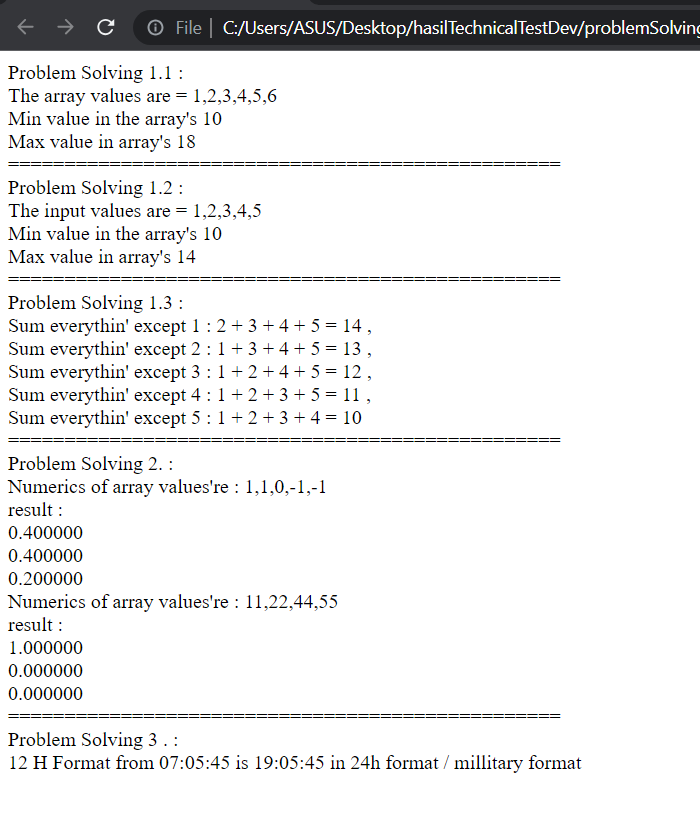 File | C:/Users/ASUS/Desktop/hasilTechnicalTestDev/problemSolving
Problem Solving 1.1 :
The array values are = 1,2,3,4,5,6
Min value in the array's 10
Max value in array's 18
==================================================
Problem Solving 1.2 :
The input values are = 1,2,3,4,5
Min value in the array's 10
Max value in array's 14
==================================================
Problem Solving 1.3 :
Sum everythin' except 1 : 2 + 3 + 4 + 5 = 14 ,
Sum everythin' except 2 : 1 + 3 + 4 + 5 = 13 ,
Sum everythin' except 3 : 1 + 2 + 4 + 5 = 12 ,
Sum everythin' except 4 : 1 + 2 + 3 + 5 = 11 ,
Sum everythin' except 5 : 1 + 2 + 3 + 4 = 10
==================================================
Problem Solving 2. :
Numerics of array values're : 1,1,0,-1,-1
result :
0.400000
0.400000
0.200000
Numerics of array values're : 11,22,44,55
result :
1.000000
0.000000
0.000000
==================================================
Problem Solving 3 . :
12 H Format from 07:05:45 is 19:05:45 in 24h format / millitary format